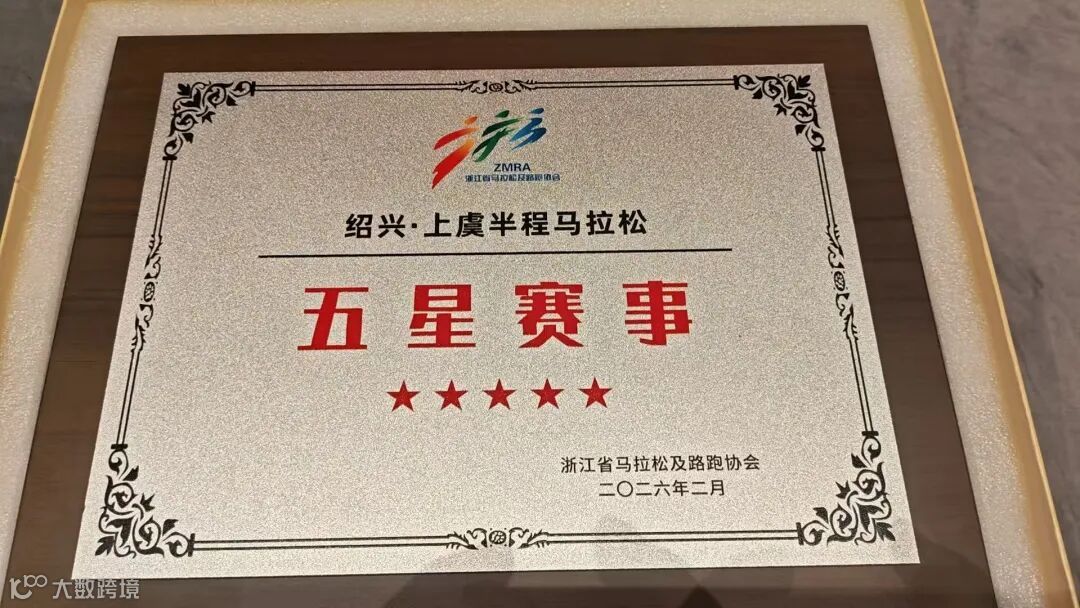 ZMRA
浙江省马拉松及路跑协会
绍兴·上虞半程马拉松
五星赛事
浙江省马拉松及路跑协会
二〇二六年二月
大数跨境